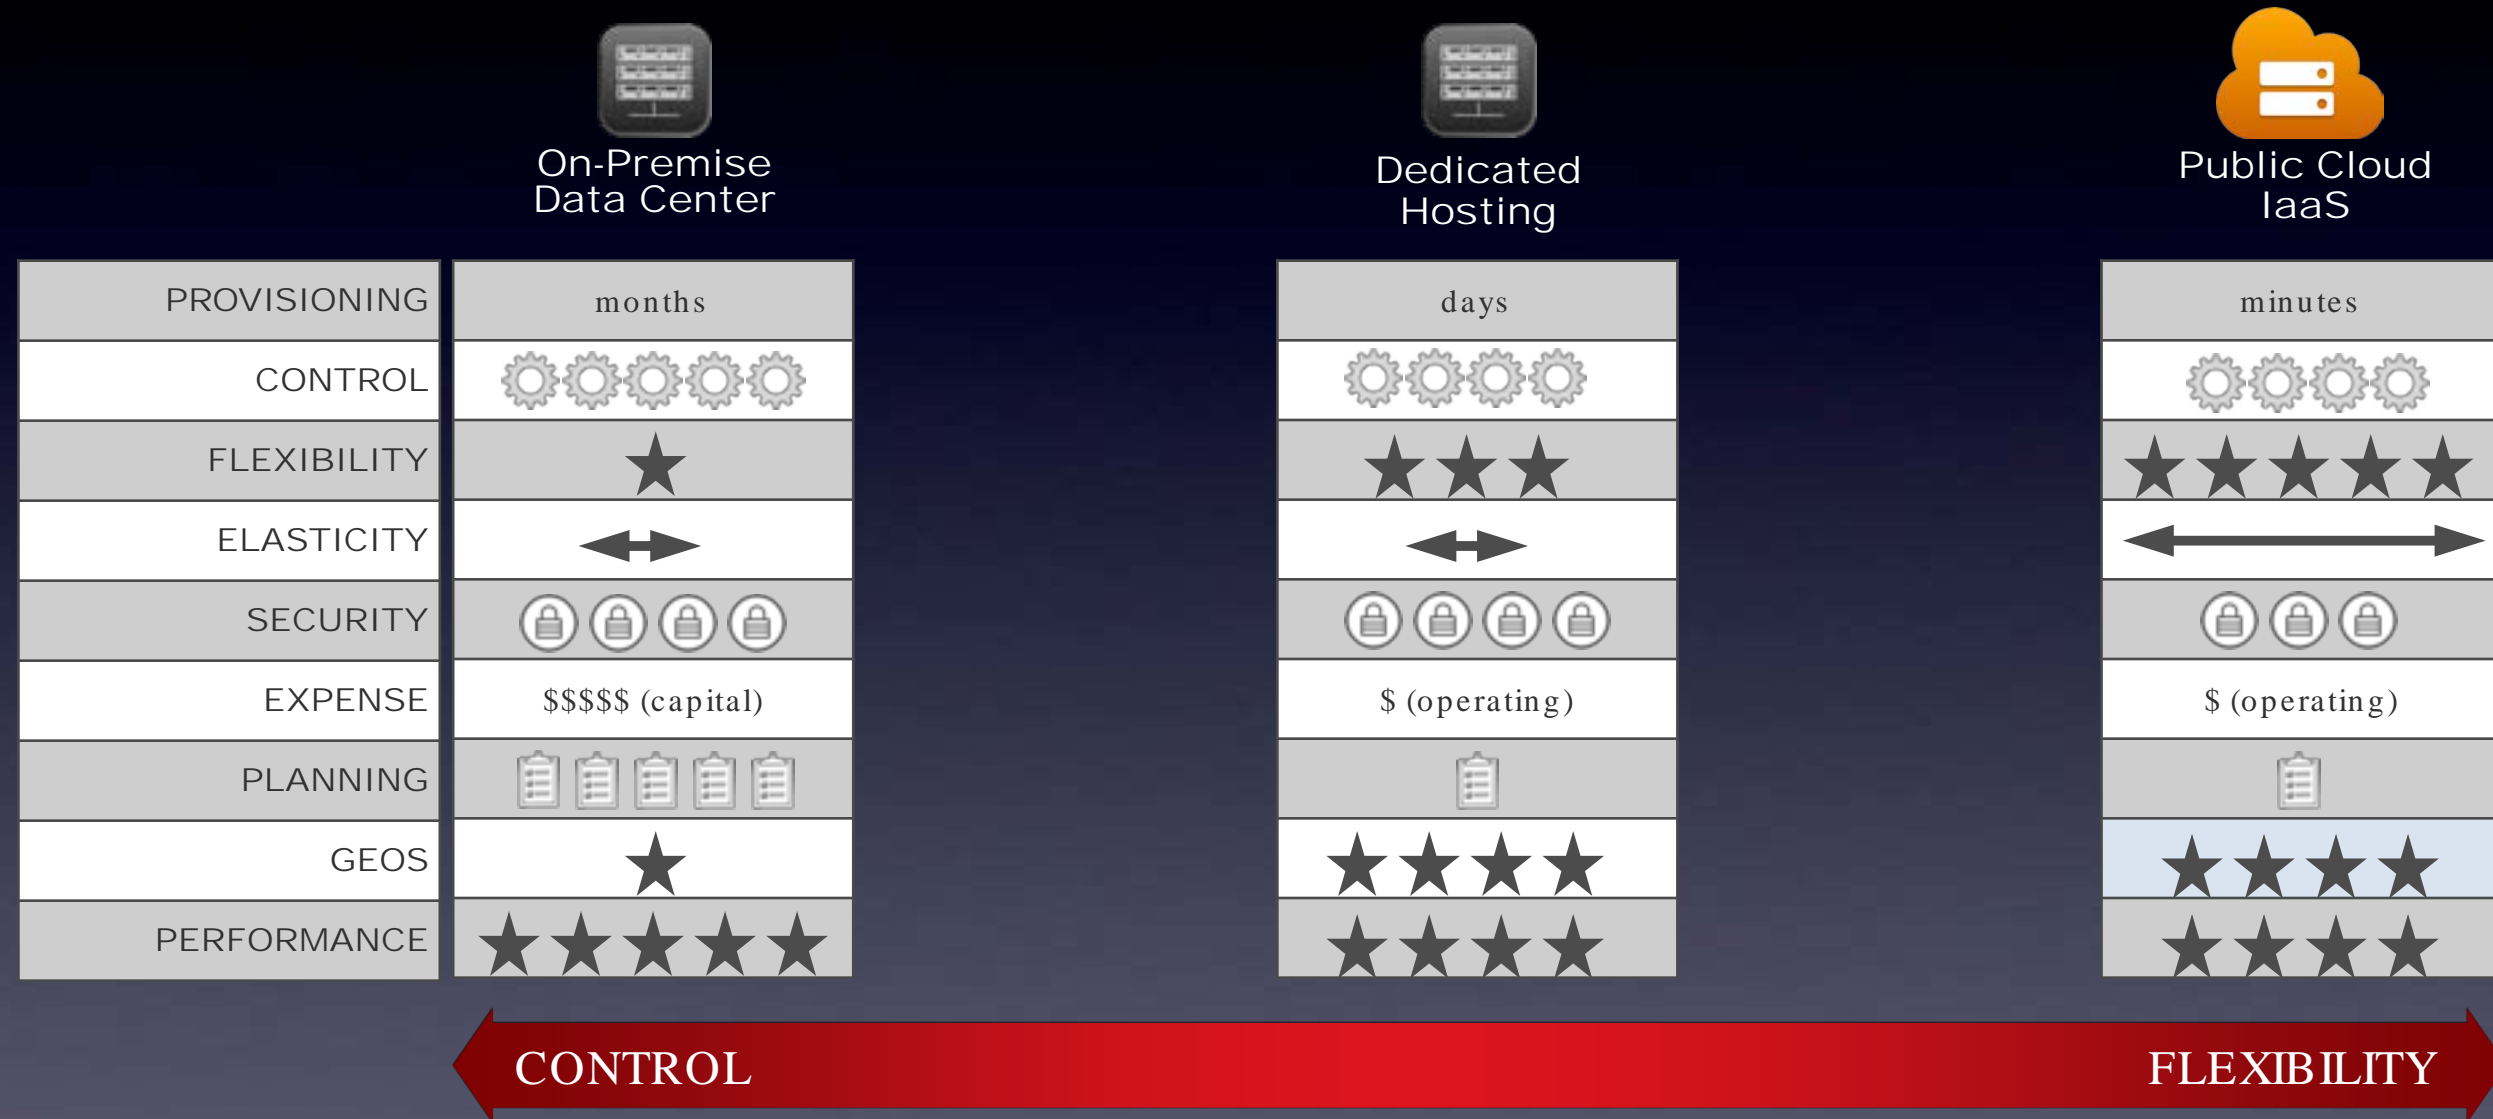 On-Premise
Data Center
Dedicated
Hosting
Public Cloud
IaaS
PROVISIONING months days minutes
CONTROL
FLEXIBILITY
ELASTICITY
SECURITY
EXPENSE $$$$$ (capital) $ (operating) $ (operating)
PLANNING
GEOS
PERFORMANCE
CONTROL FLEXIBILITY